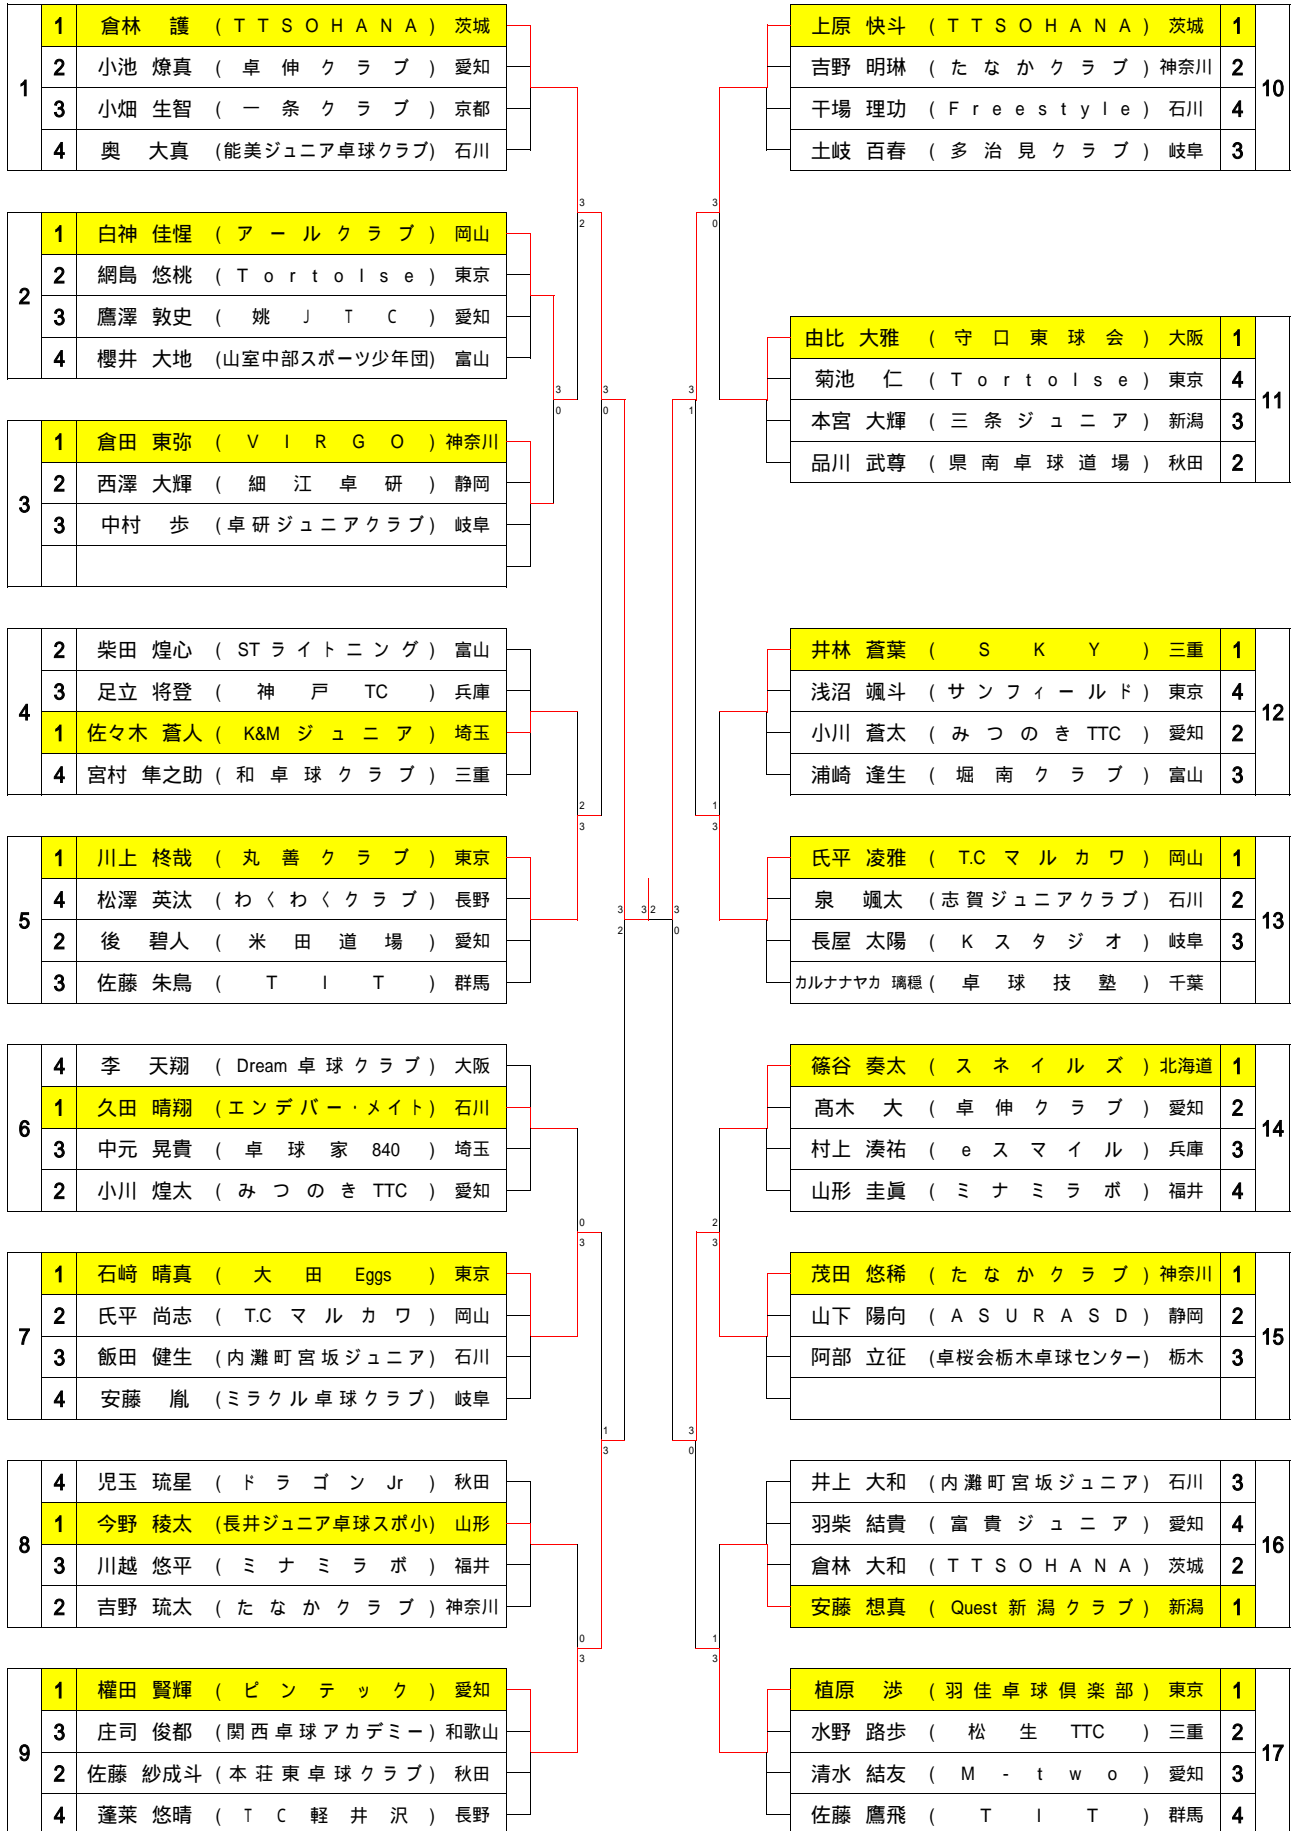 1
1 倉林 護 (TTSOHANA) 茨城
2 小池 燎真 (卓伸クラブ) 愛知
3 小畑 生智 (一条クラブ) 京都
4 奥 大真 (能美ジュニア卓球クラブ) 石川
2
1 白神 佳惺 (アールクラブ) 岡山
2 網島 悠桃 (Tortolse) 東京
3 鷹澤 敦史 (姚JTC) 愛知
4 櫻井 大地 (山室中部スポーツ少年団) 富山
3
1 倉田 東弥 (VIRGO) 神奈川
2 西澤 大輝 (細江卓研) 静岡
3 中村 歩 (卓研ジュニアクラブ) 岐阜
4
2 柴田 煌心 (STライトニング) 富山
3 足立 将登 (神戸TC) 兵庫
1 佐々木 蒼人 (K&Mジュニア) 埼玉
4 宮村 隼之助 (和卓球クラブ) 三重
5
1 川上 柊哉 (丸善クラブ) 東京
4 松澤 英汰 (わくわくクラブ) 長野
2 後 碧人 (米田道場) 愛知
3 佐藤 朱鳥 (TIT) 群馬
6
4 李 天翔 (Dream卓球クラブ) 大阪
1 久田 晴翔 (エンデバー・メイト) 石川
3 中元 晃貴 (卓球家840) 埼玉
2 小川 煌太 (みつのきTTC) 愛知
7
1 石﨑 晴真 (大田Eggs) 東京
2 氏平 尚志 (T.Cマルカワ) 岡山
3 飯田 健生 (内灘町宮坂ジュニア) 石川
4 安藤 胤 (ミラクル卓球クラブ) 岐阜
8
4 児玉 琉星 (ドラゴンJr) 秋田
1 今野 稜太 (長井ジュニア卓球スポ小) 山形
3 川越 悠平 (ミナミラボ) 福井
2 吉野 琉太 (たなかクラブ) 神奈川
9
1 權田 賢輝 (ピンテック) 愛知
3 庄司 俊都 (関西卓球アカデミー) 和歌山
2 佐藤 紗成斗 (本荘東卓球クラブ) 秋田
4 蓬莱 悠晴 (TC軽井沢) 長野
3
2
3
0
3
0
2
3
3
2
0
3
1
3
0
3
3 2
3
0
3
0
3
1
1
3
2
3
3
0
1
3
上原 快斗 (TTSOHANA) 茨城 1
吉野 明琳 (たなかクラブ) 神奈川 2
干場 理功 (Freestyle) 石川 4
土岐 百春 (多治見クラブ) 岐阜 3
10
由比 大雅 (守口東球会) 大阪 1
菊池 仁 (Tortolse) 東京 4
本宮 大輝 (三条ジュニア) 新潟 3
品川 武尊 (県南卓球道場) 秋田 2
11
井林 蒼葉 (SKY) 三重 1
浅沼 颯斗 (サンフィールド) 東京 4
小川 蒼太 (みつのきTTC) 愛知 2
浦崎 逢生 (堀南クラブ) 富山 3
12
氏平 凌雅 (T.Cマルカワ) 岡山 1
泉 颯太 (志賀ジュニアクラブ) 石川 2
長屋 太陽 (Kスタジオ) 岐阜 3
カルナナヤカ 璃穏 (卓球技塾) 千葉
13
篠谷 奏太 (スネイルズ) 北海道 1
髙木 大 (卓伸クラブ) 愛知 2
村上 湊祐 (eスマイル) 兵庫 3
山形 圭眞 (ミナミラボ) 福井 4
14
茂田 悠稀 (たなかクラブ) 神奈川 1
山下 陽向 (ASURASD) 静岡 2
阿部 立征 (卓桜会栃木卓球センター) 栃木 3
15
井上 大和 (内灘町宮坂ジュニア) 石川 3
羽柴 結貴 (富貴ジュニア) 愛知 4
倉林 大和 (TTSOHANA) 茨城 2
安藤 想真 (Quest新潟クラブ) 新潟 1
16
植原 渉 (羽佳卓球倶楽部) 東京 1
水野 路歩 (松生TTC) 三重 2
清水 結友 (M-two) 愛知 3
佐藤 鷹飛 (TIT) 群馬 4
17